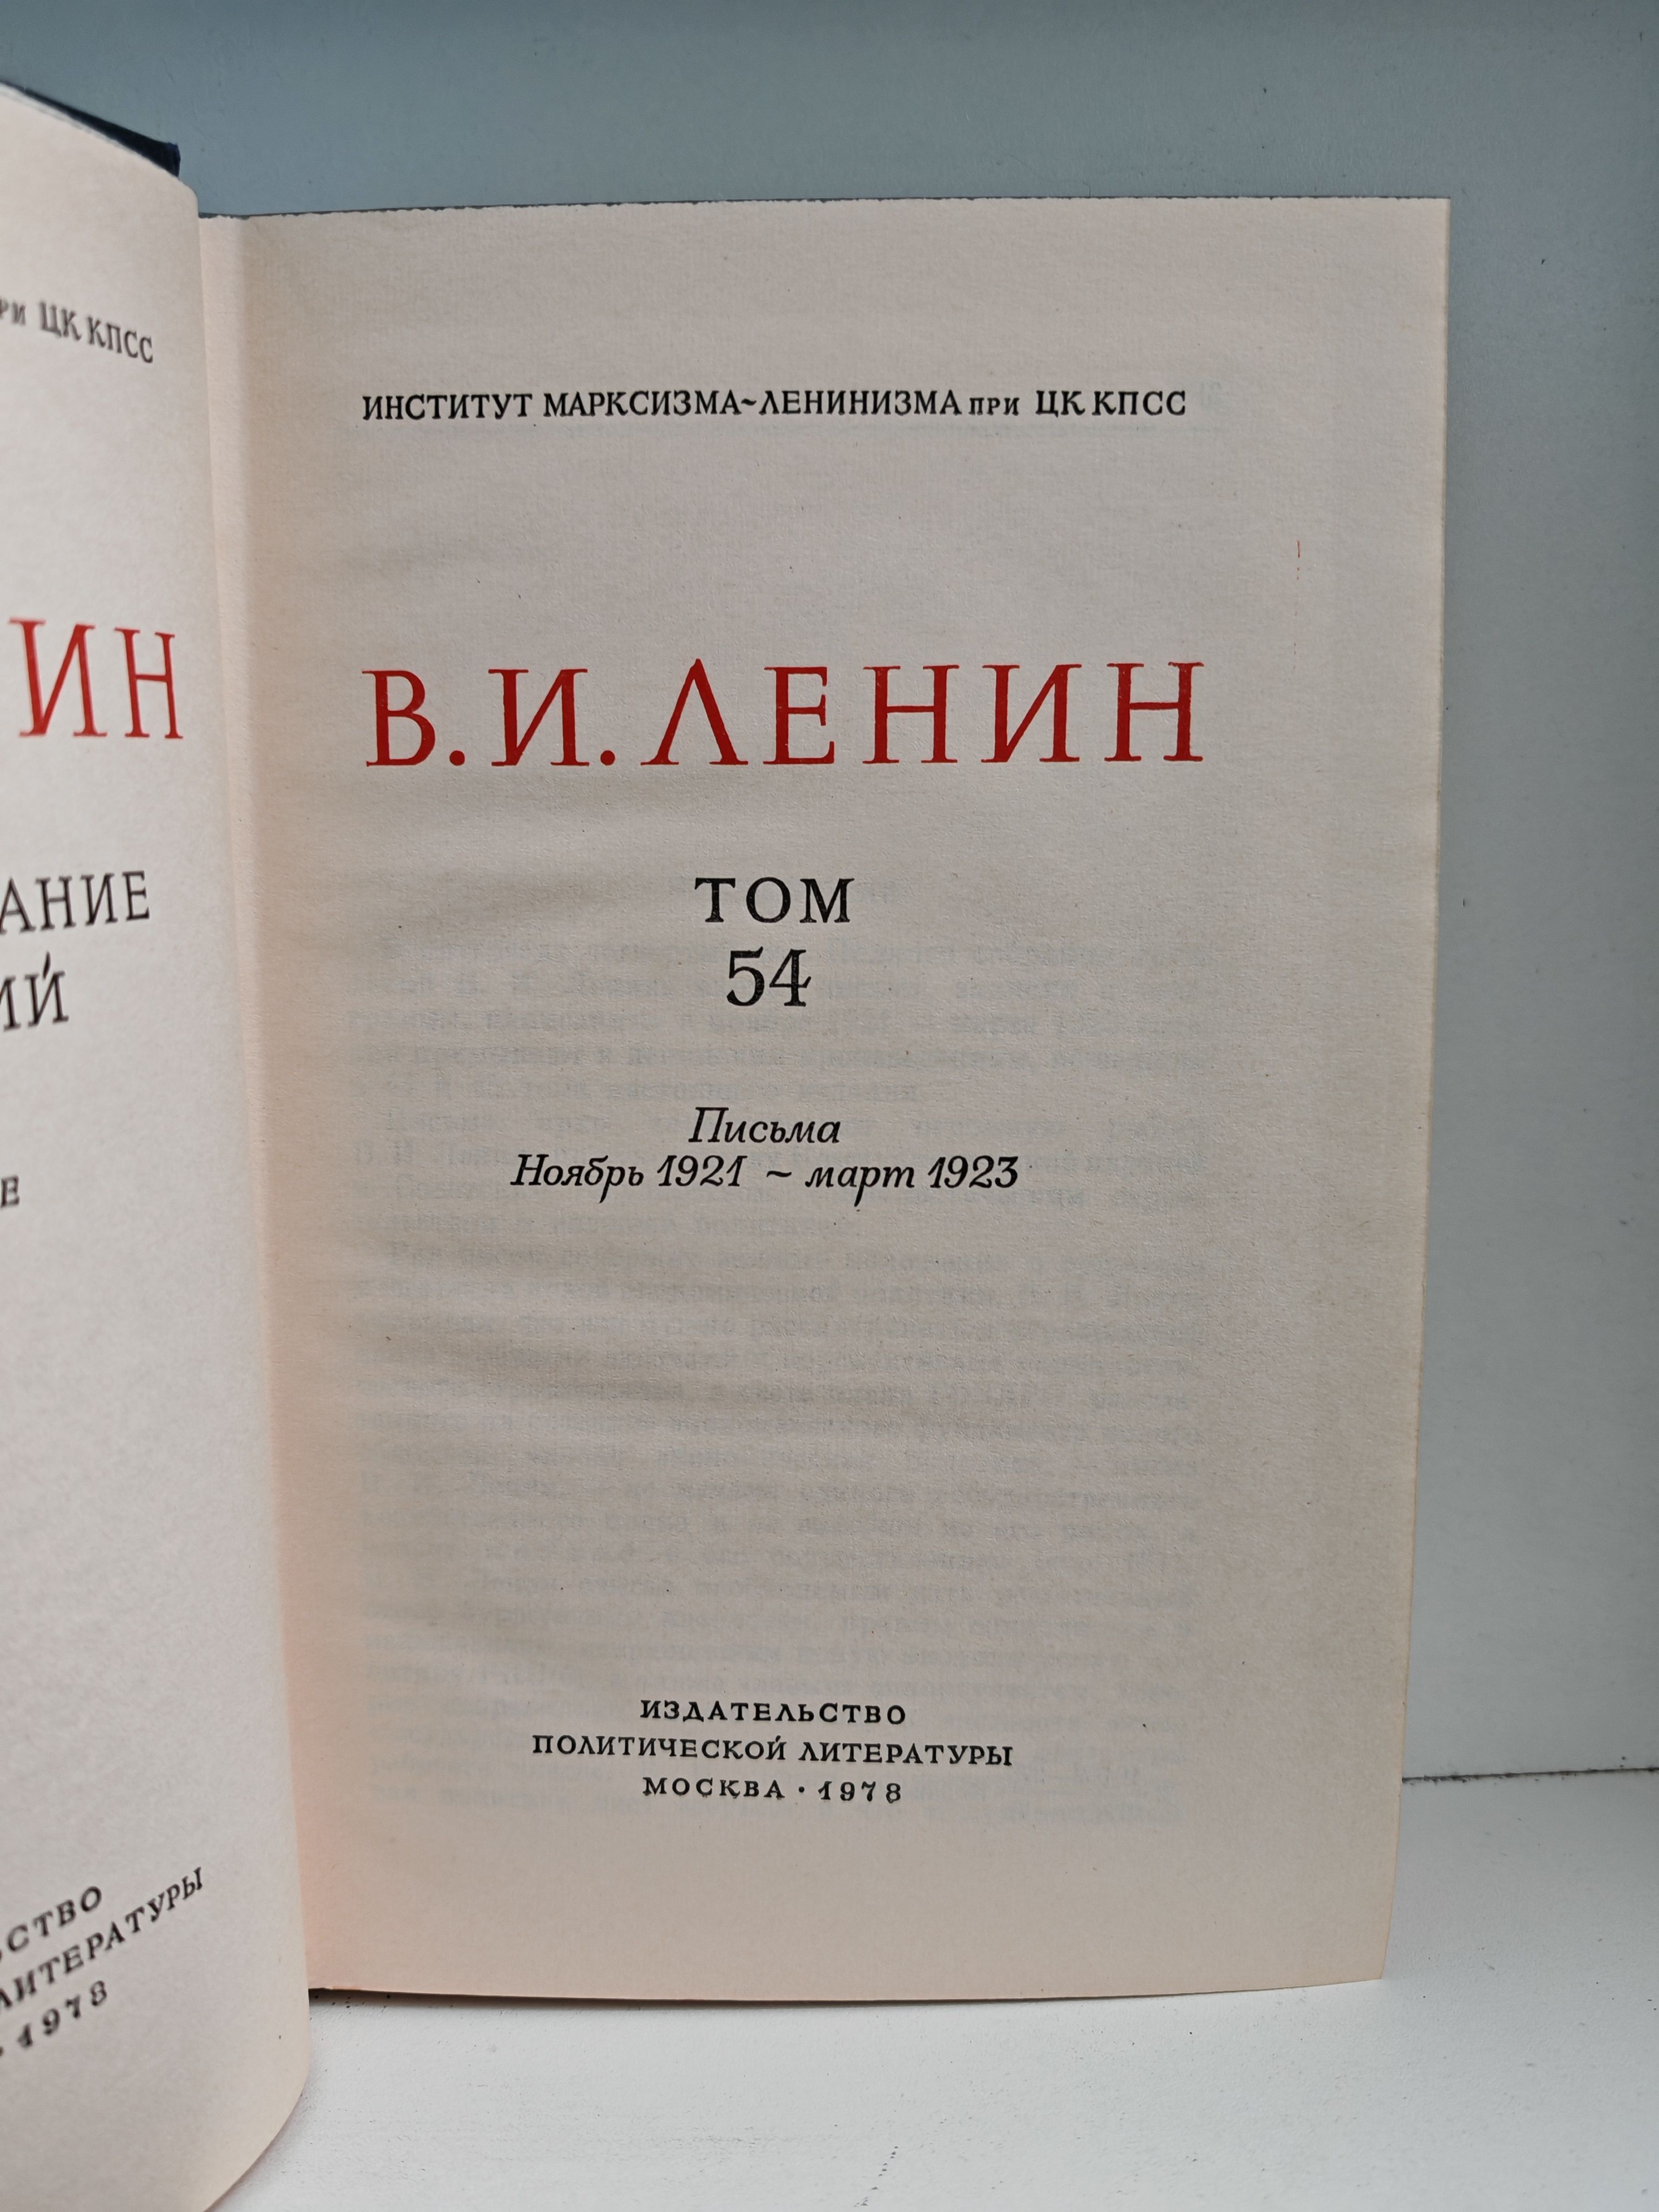 при ЦК КПСС
ИН
АНИЕ
ИЙ
Е
СТВО
ЛИТЕРАТУРЫ
1978
ИНСТИТУТ МАРКСИЗМА~ЛЕНИНИЗМА при ЦК КПСС
В. И. ЛЕНИН
ТОМ
54
Письма
Ноябрь 1921 ~ март 1923
ИЗДАТЕЛЬСТВО
ПОЛИТИЧЕСКОЙ ЛИТЕРАТУРЫ
МОСКВА · 1978